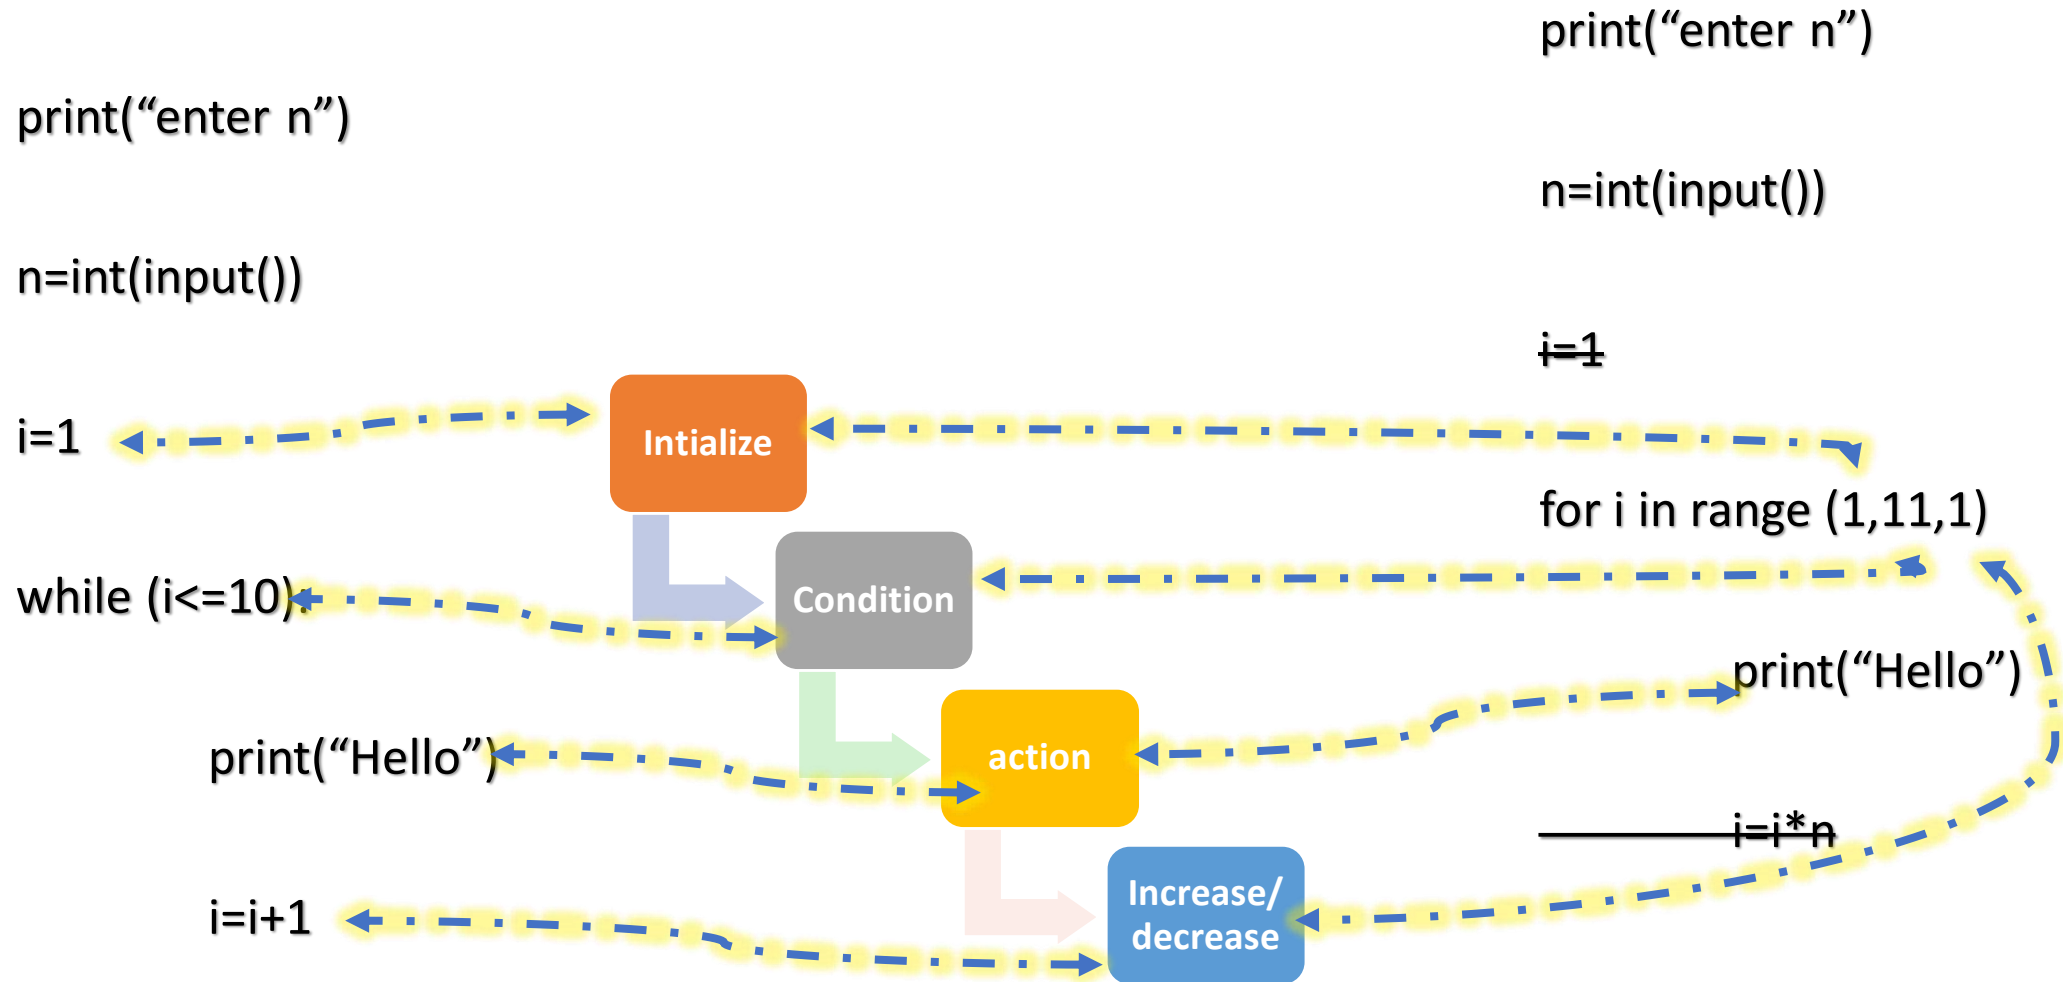 print(“enter n”)
n=int(input())
i=1
while (i<=10):
print(“Hello”)
i=i+1
Intialize
Condition
action
Increase/
decrease
print(“enter n”)
n=int(input())
i=1
for i in range (1,11,1)
print(“Hello”)
i=i*n